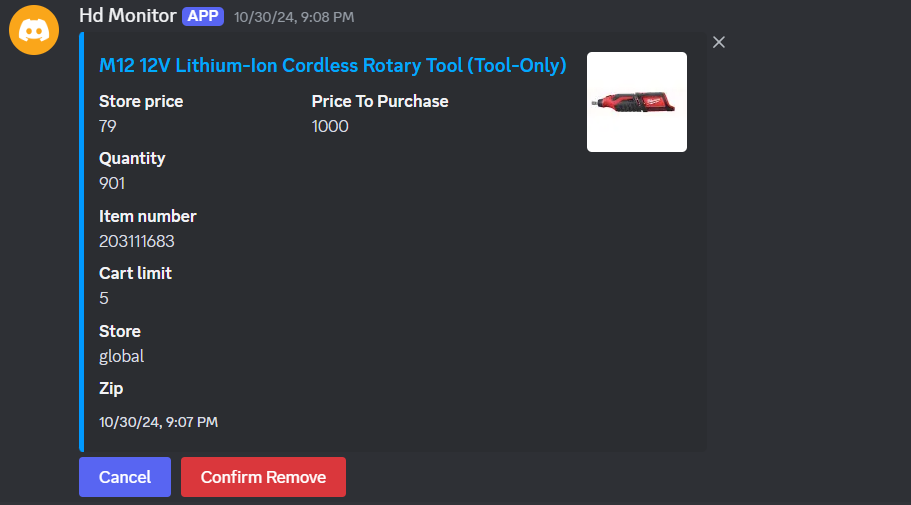 Hd Monitor APP 10/30/24, 9:08 PM
M12 12V Lithium-Ion Cordless Rotary Tool (Tool-Only)
Store price Price To Purchase
79 1000
Quantity
901
Item number
203111683
Cart limit
5
Store
global
Zip
10/30/24, 9:07 PM
Cancel Confirm Remove